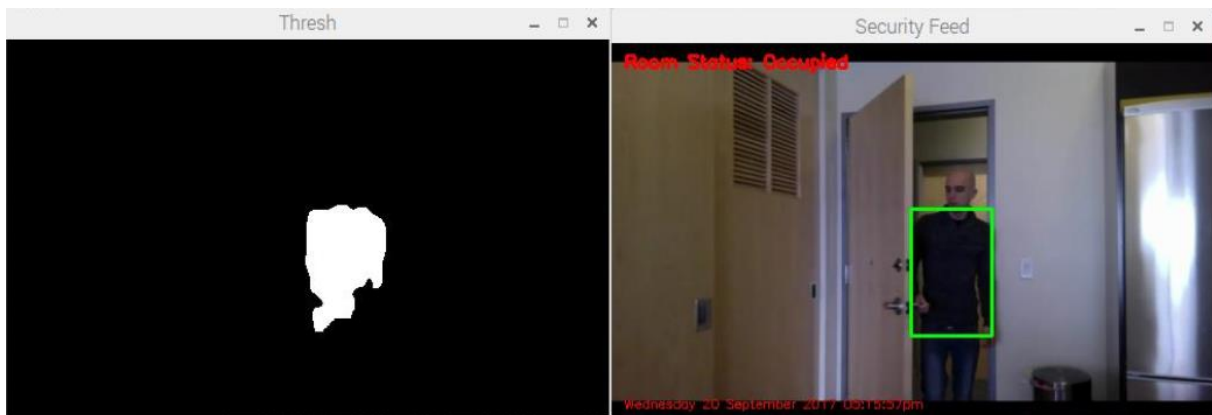 Thresh
Security Feed
Room Status: Occupied
Wednesday 20 September 2017 05:15:57pm